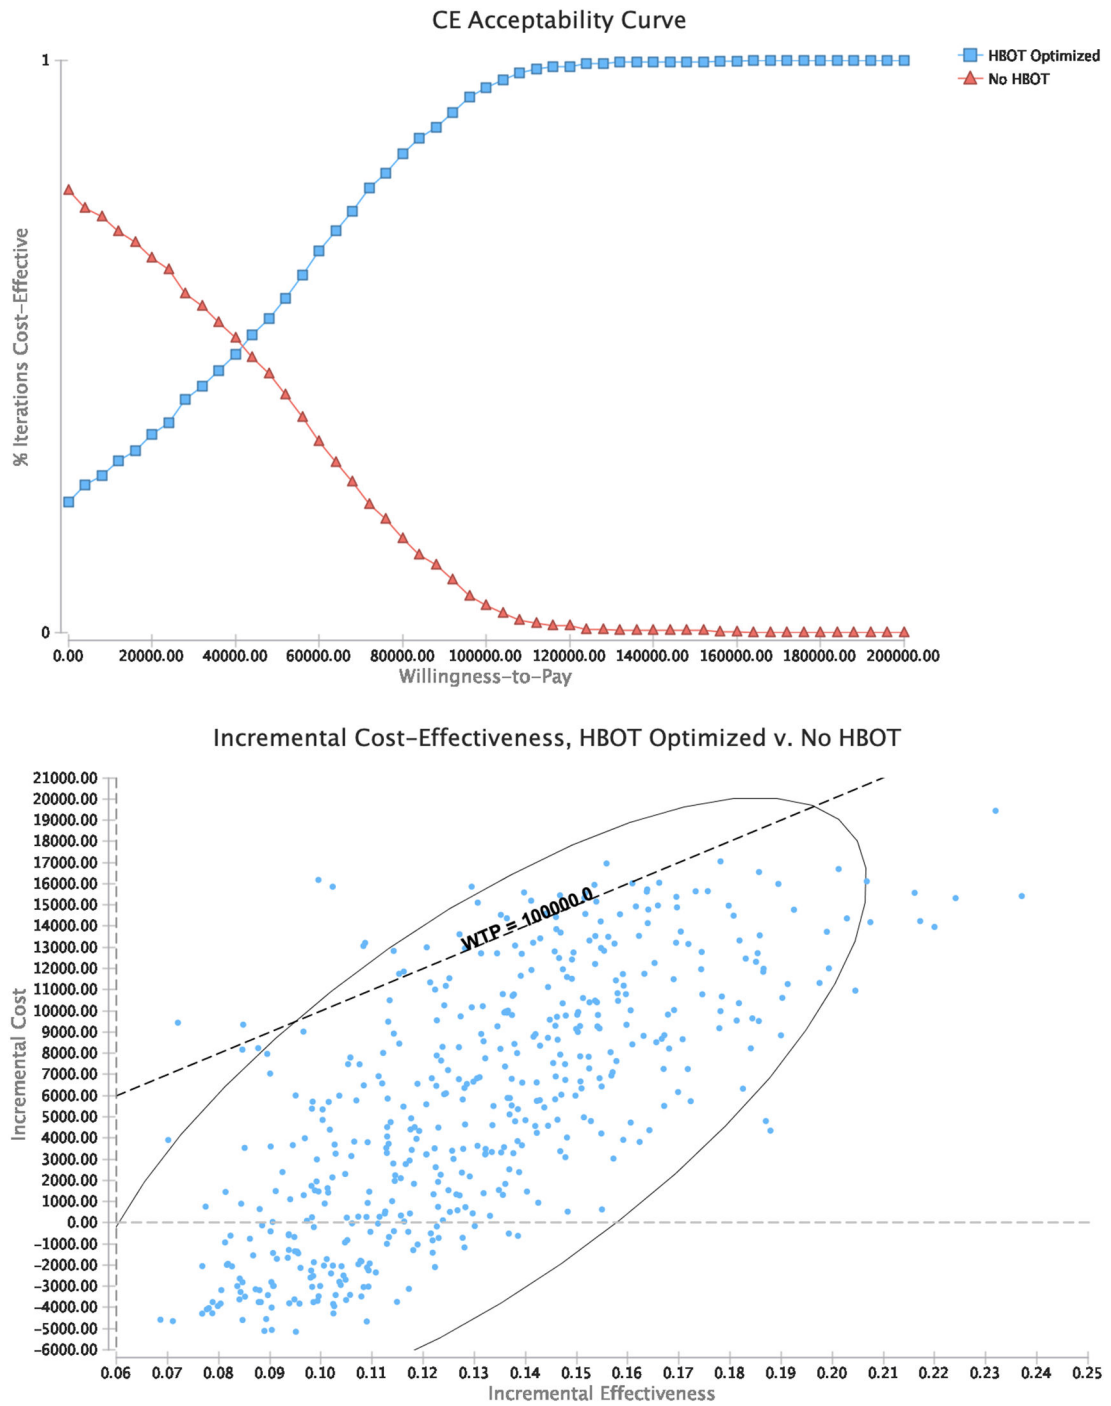 CE Acceptability Curve
1
HBOT Optimized
No HBOT
% Iterations Cost-Effective
0
0.00 20000.00 40000.00 60000.00 80000.00 100000.00 120000.00 140000.00 160000.00 180000.00 200000.00
Willingness-to-Pay
Incremental Cost-Effectiveness, HBOT Optimized v. No HBOT
21000.00
20000.00
19000.00
18000.00
17000.00
16000.00
15000.00
14000.00
13000.00
12000.00
11000.00
10000.00
9000.00
8000.00
7000.00
6000.00
5000.00
4000.00
3000.00
2000.00
1000.00
0.00
-1000.00
-2000.00
-3000.00
-4000.00
-5000.00
-6000.00
Incremental Cost
WTP = 100000.0
0.06 0.07 0.08 0.09 0.10 0.11 0.12 0.13 0.14 0.15 0.16 0.17 0.18 0.19 0.20 0.21 0.22 0.23 0.24 0.25
Incremental Effectiveness